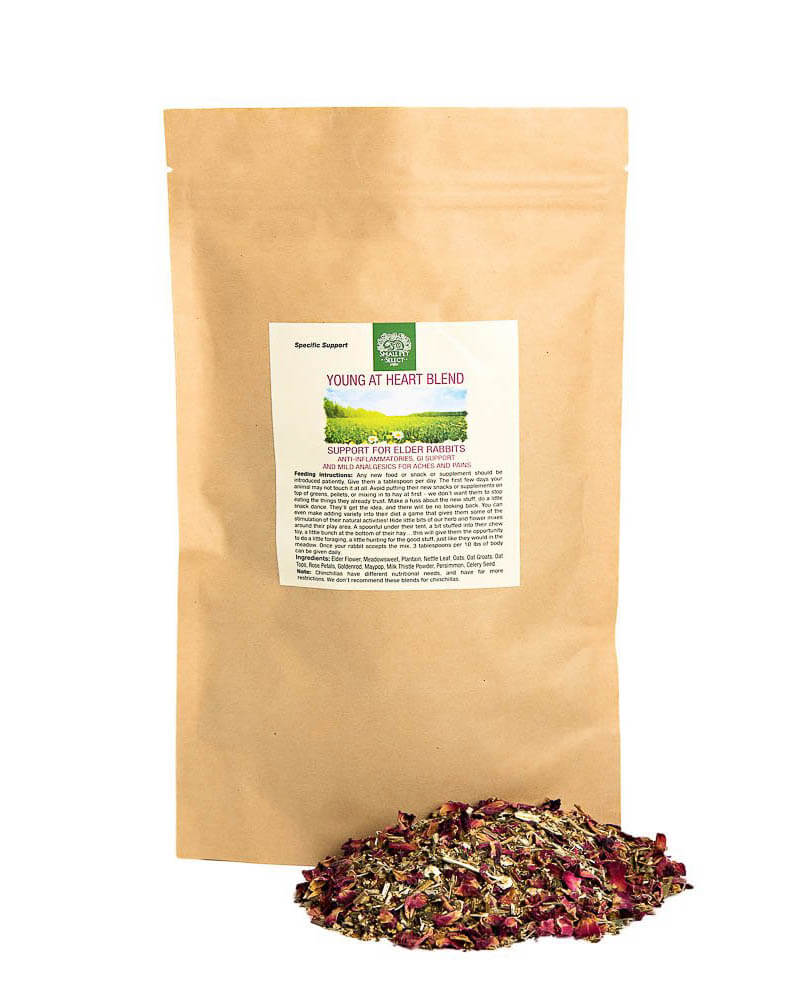 Specific Support
SMALL PET
SELECT
YOUNG AT HEART BLEND
SUPPORT FOR ELDER RABBITS
ANTI-INFLAMMATORIES, GI SUPPORT
AND MILD ANALGESICS FOR ACHES AND PAINS
Feeding intructions: Any new food or snack or supplement should be
introduced patiently. Give them a tablespoon per day. The first few days your
animal may not touch it at all. Avoid putting their new snacks or supplements on
top of greens, pellets, or mixing in to hay at first - we don't want them to stop
eating the things they already trust. Make a fuss about the new stuff, do a little
snack dance. They'll get the idea, and there will be no looking back. You can
even make adding variety into their diet a game that gives them some of the
stimulation of their natural activities! Hide little bits of our herb and flower mixes
around their play area. A spoonful under their tent, a bit stuffed into their chew
toy, a little bunch at the bottom of their hay . . . this will give them the opportunity
to do a little foraging, a little hunting for the good stuff, just like they would in the
meadow. Once your rabbit accepts the mix, 3 tablespoons per 10 lbs of body
can be given daily.
Ingredients: Elder Flower, Meadowsweet, Plantain, Nettle Leaf, Oats, Oat Groats, Oat
Tops, Rose Petals, Goldenrod, Maypop, Milk Thistle Powder, Persimmon, Celery Seed.
Note: Chinchillas have different nutritional needs, and have far more
restrictions. We don't recommend these blends for chinchillas.